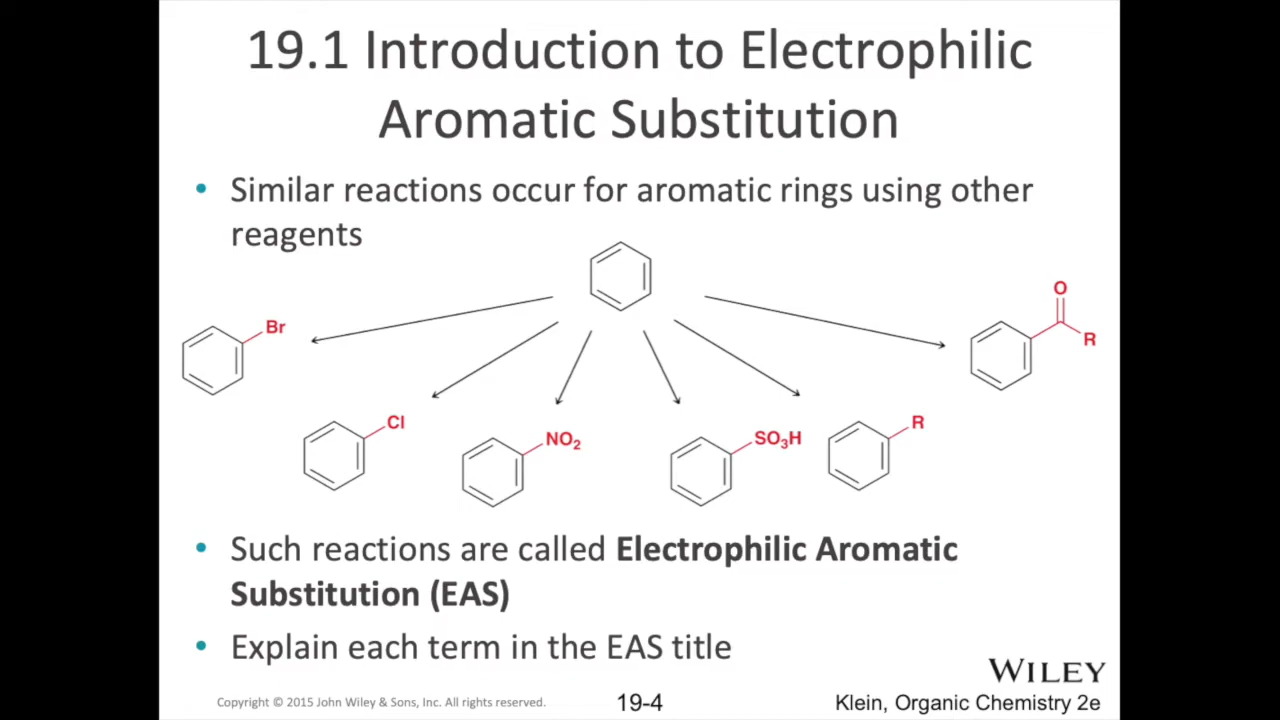 19.1 Introduction to Electrophilic
Aromatic Substitution
• Similar reactions occur for aromatic rings using other
reagents
Br
Cl
NO₂
SO₃H
R
O
R
• Such reactions are called Electrophilic Aromatic
Substitution (EAS)
• Explain each term in the EAS title
WILEY
Copyright © 2015 John Wiley & Sons, Inc. All rights reserved.
19-4
Klein, Organic Chemistry 2e